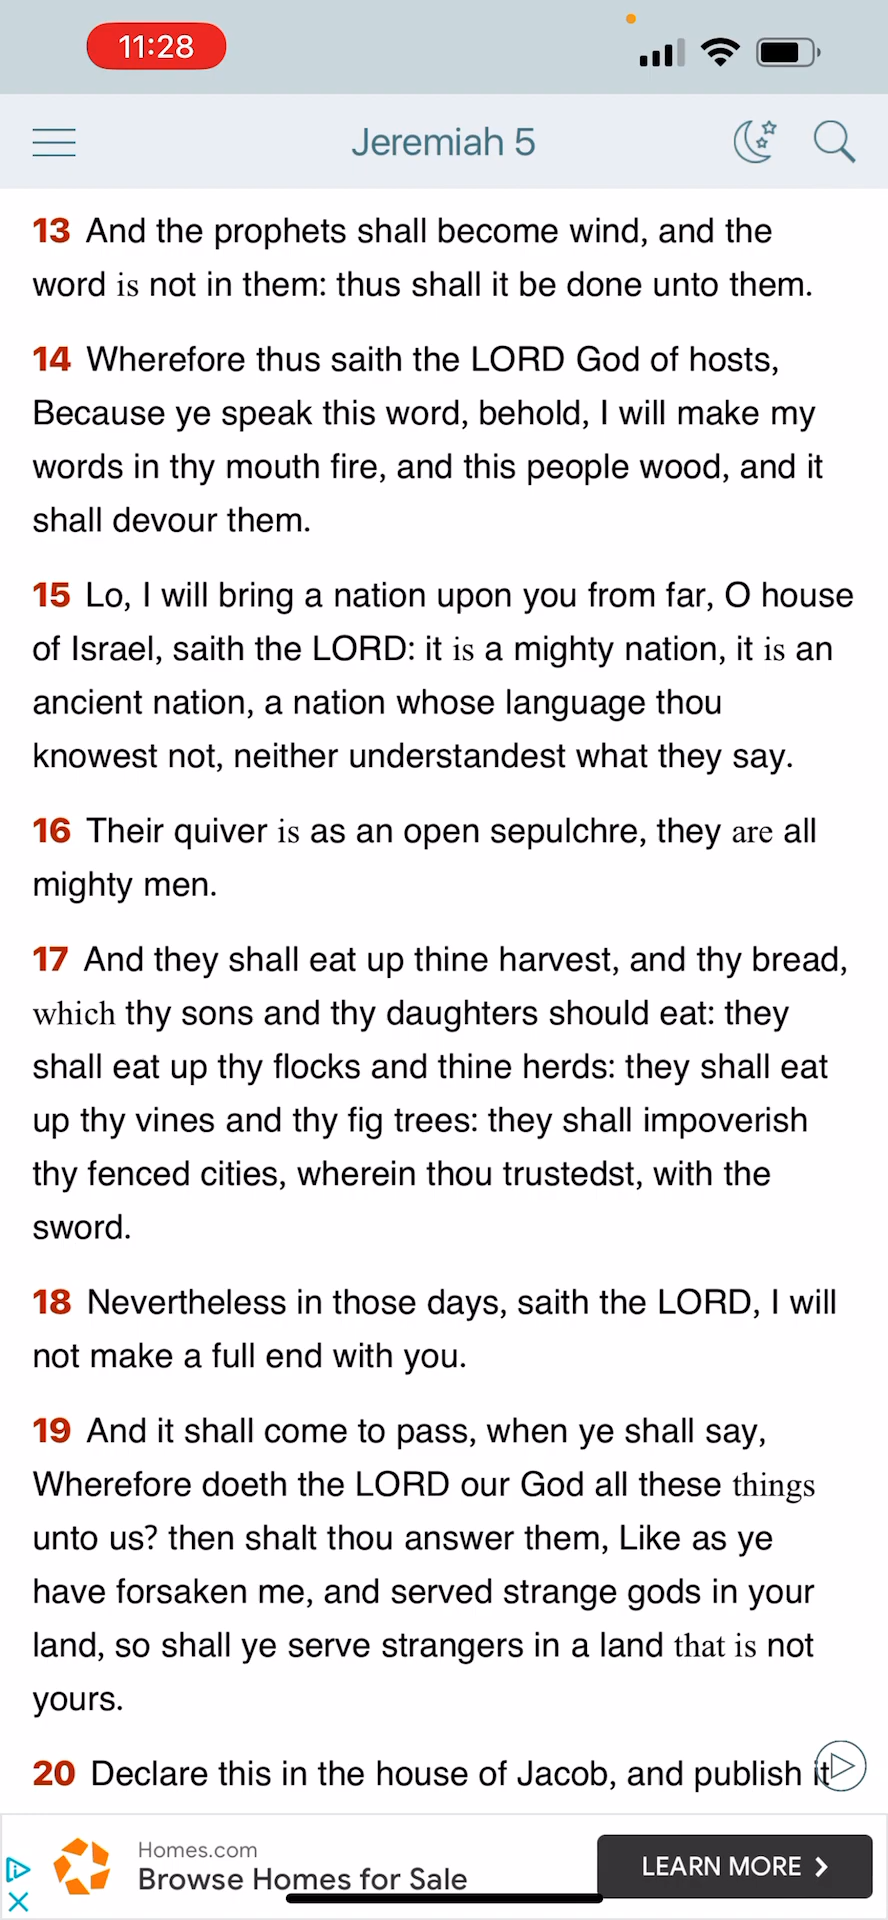 11:28
Jeremiah 5
13 And the prophets shall become wind, and the
word is not in them: thus shall it be done unto them.
14 Wherefore thus saith the LORD God of hosts,
Because ye speak this word, behold, I will make my
words in thy mouth fire, and this people wood, and it
shall devour them.
15 Lo, I will bring a nation upon you from far, O house
of Israel, saith the LORD: it is a mighty nation, it is an
ancient nation, a nation whose language thou
knowest not, neither understandest what they say.
16 Their quiver is as an open sepulchre, they are all
mighty men.
17 And they shall eat up thine harvest, and thy bread,
which thy sons and thy daughters should eat: they
shall eat up thy flocks and thine herds: they shall eat
up thy vines and thy fig trees: they shall impoverish
thy fenced cities, wherein thou trustedst, with the
sword.
18 Nevertheless in those days, saith the LORD, I will
not make a full end with you.
19 And it shall come to pass, when ye shall say,
Wherefore doeth the LORD our God all these things
unto us? then shalt thou answer them, Like as ye
have forsaken me, and served strange gods in your
land, so shall ye serve strangers in a land that is not
yours.
20 Declare this in the house of Jacob, and publish it
Homes.com
Browse Homes for Sale
LEARN MORE